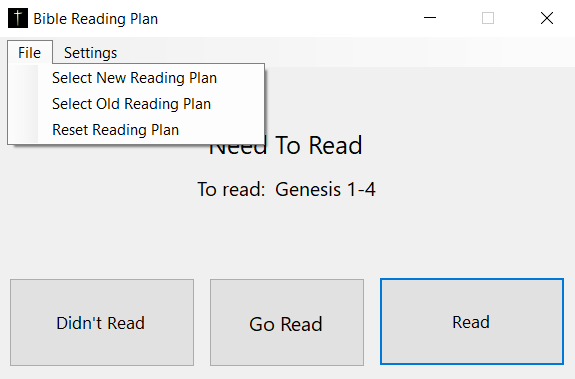 Bible Reading Plan
File Settings
Select New Reading Plan
Select Old Reading Plan
Reset Reading Plan
Need To Read
To read: Genesis 1-4
Didn't Read
Go Read
Read